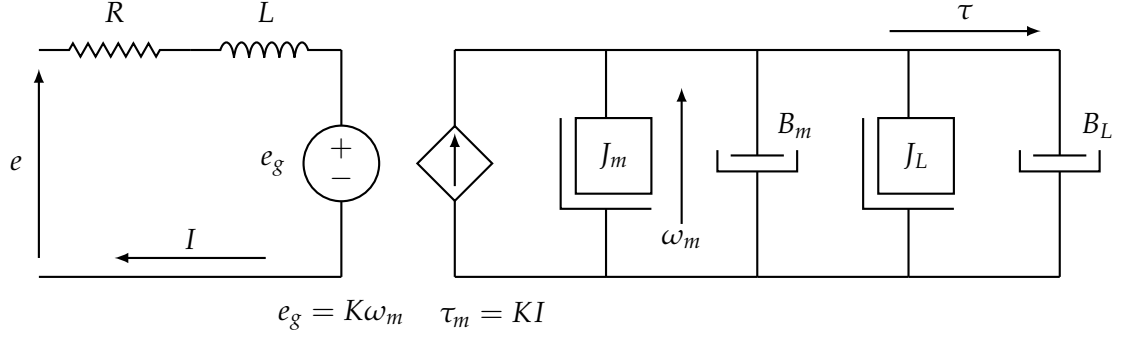 R L τ
e e_g + − J_m B_m J_L B_L
I ω_m
e_g = Kω_m τ_m = KI